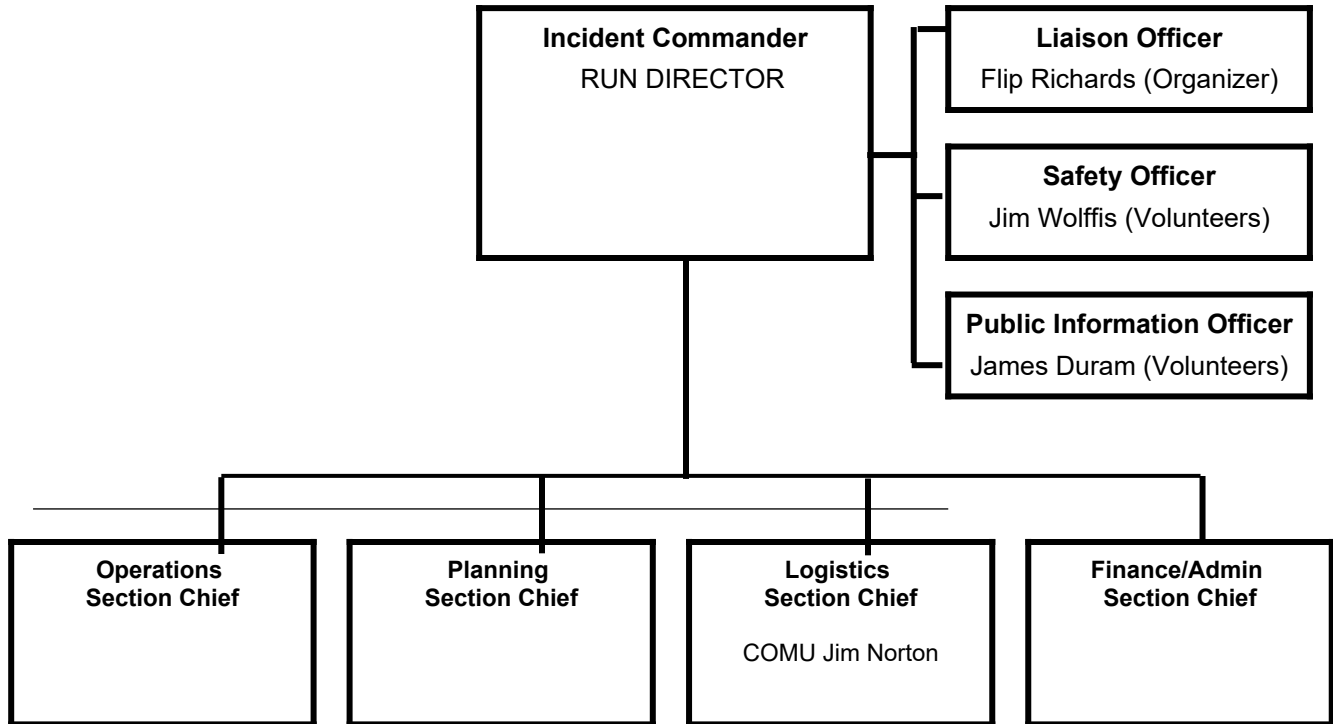 Incident Commander
RUN DIRECTOR
Liaison Officer
Flip Richards (Organizer)
Safety Officer
Jim Wolffis (Volunteers)
Public Information Officer
James Duram (Volunteers)
Operations
Section Chief
Planning
Section Chief
Logistics
Section Chief
COMU Jim Norton
Finance/Admin
Section Chief